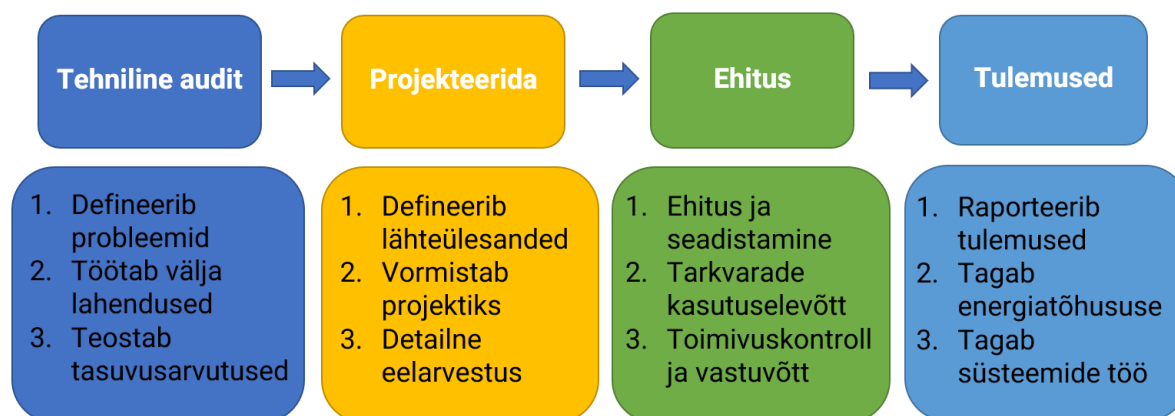 Tehniline audit
Projekteerida
Ehitus
Tulemused
1. Defineerib
probleemid
2. Töötab välja
lahendused
3. Teostab
tasuvusarvutused
1. Defineerib
lähteülesanded
2. Vormistab
projektiks
3. Detailne
eelarvestus
1. Ehitus ja
seadistamine
2. Tarkvarade
kasutuselevõtt
3. Toimivuskontroll
ja vastuvõtt
1. Raporteerib
tulemused
2. Tagab
energiatõhususe
3. Tagab
süsteemide töö